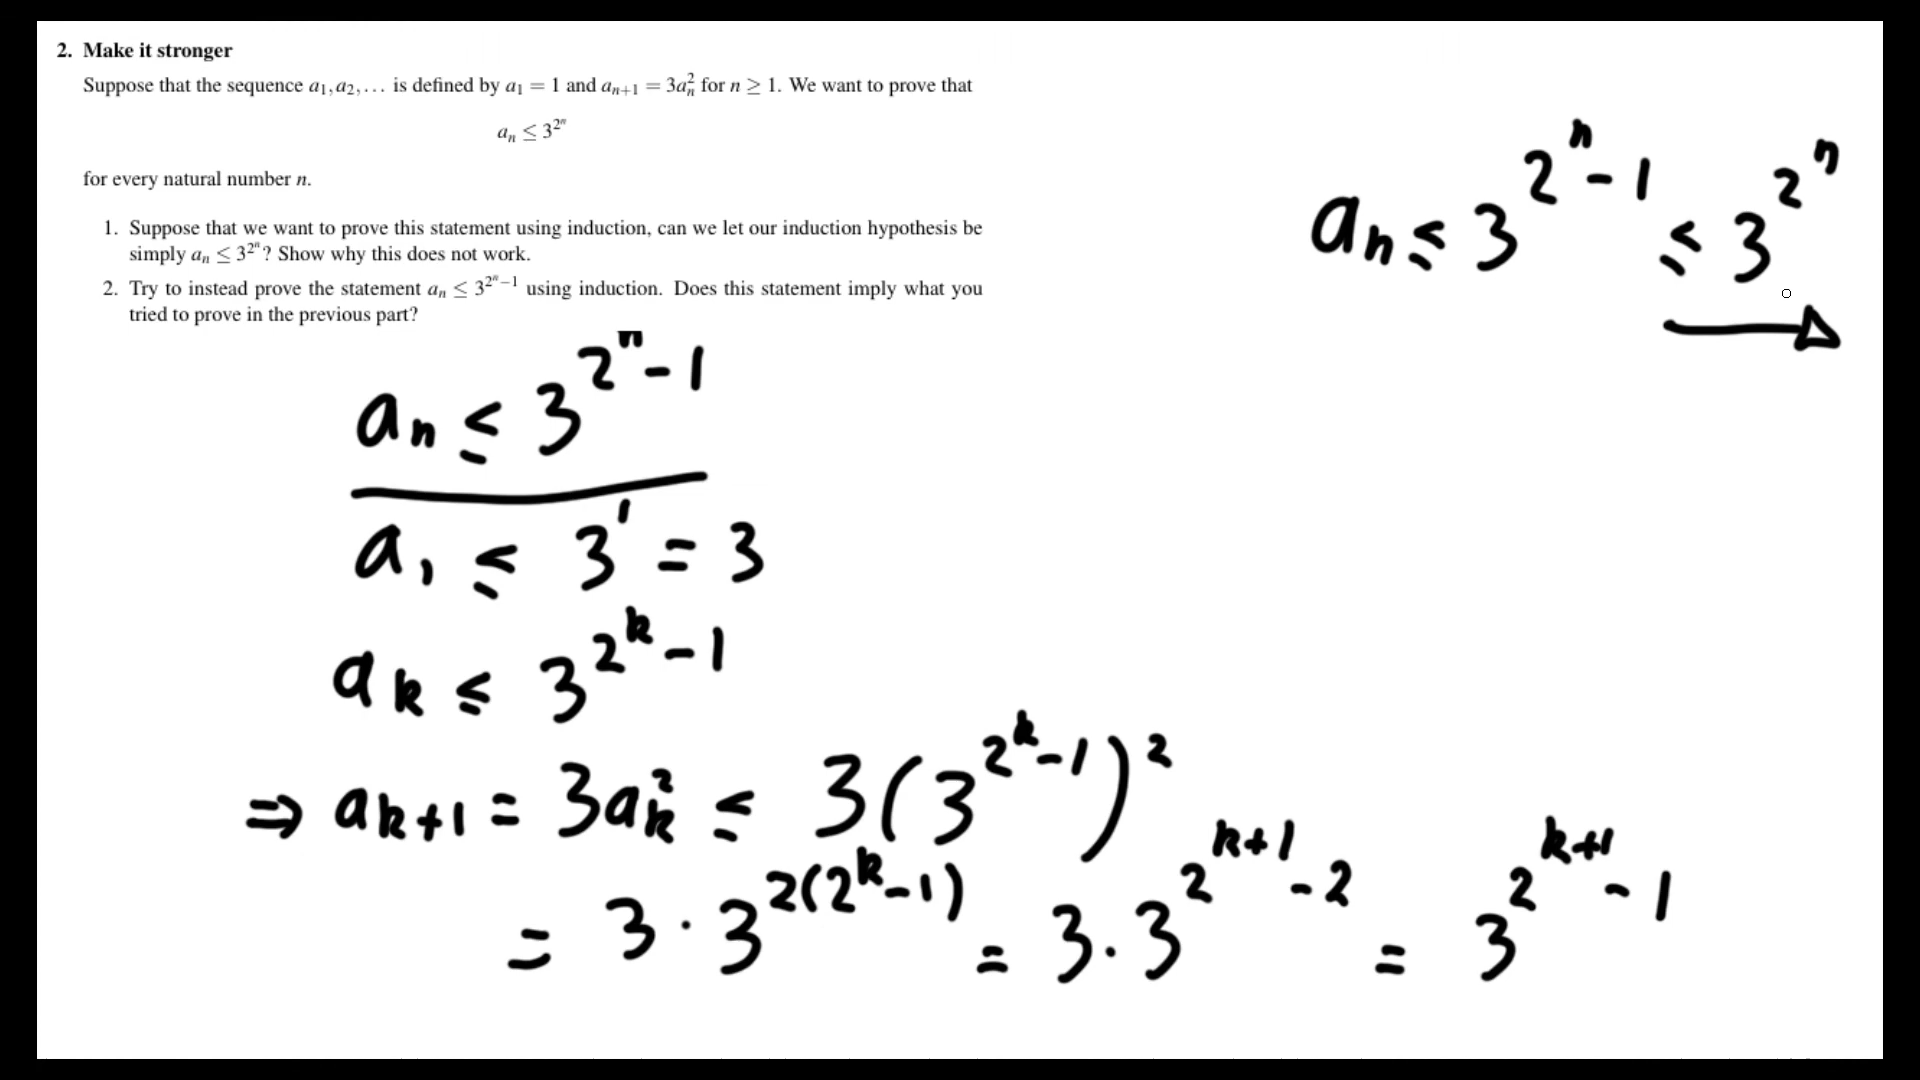 2. Make it stronger
Suppose that the sequence a₁,a₂,… is defined by a₁ = 1 and aₙ₊₁ = 3aₙ² for n ≥ 1. We want to prove that
aₙ ≤ 3^{2^n}
for every natural number n.
1. Suppose that we want to prove this statement using induction, can we let our induction hypothesis be
simply aₙ ≤ 3^{2^n}? Show why this does not work.
2. Try to instead prove the statement aₙ ≤ 3^{2^n−1} using induction. Does this statement imply what you
tried to prove in the previous part?
aₙ ≤ 3^{2^n−1} ≤ 3^{2^n}
aₙ ≤ 3^{2^n−1}
a₁ ≤ 3^1 = 3
a_k ≤ 3^{2^k−1}
⇒ a_{k+1} = 3a_k² ≤ 3(3^{2^k−1})²
= 3 · 3^{2(2^k−1)} = 3 · 3^{2^{k+1}−2} = 3^{2^{k+1}−1}